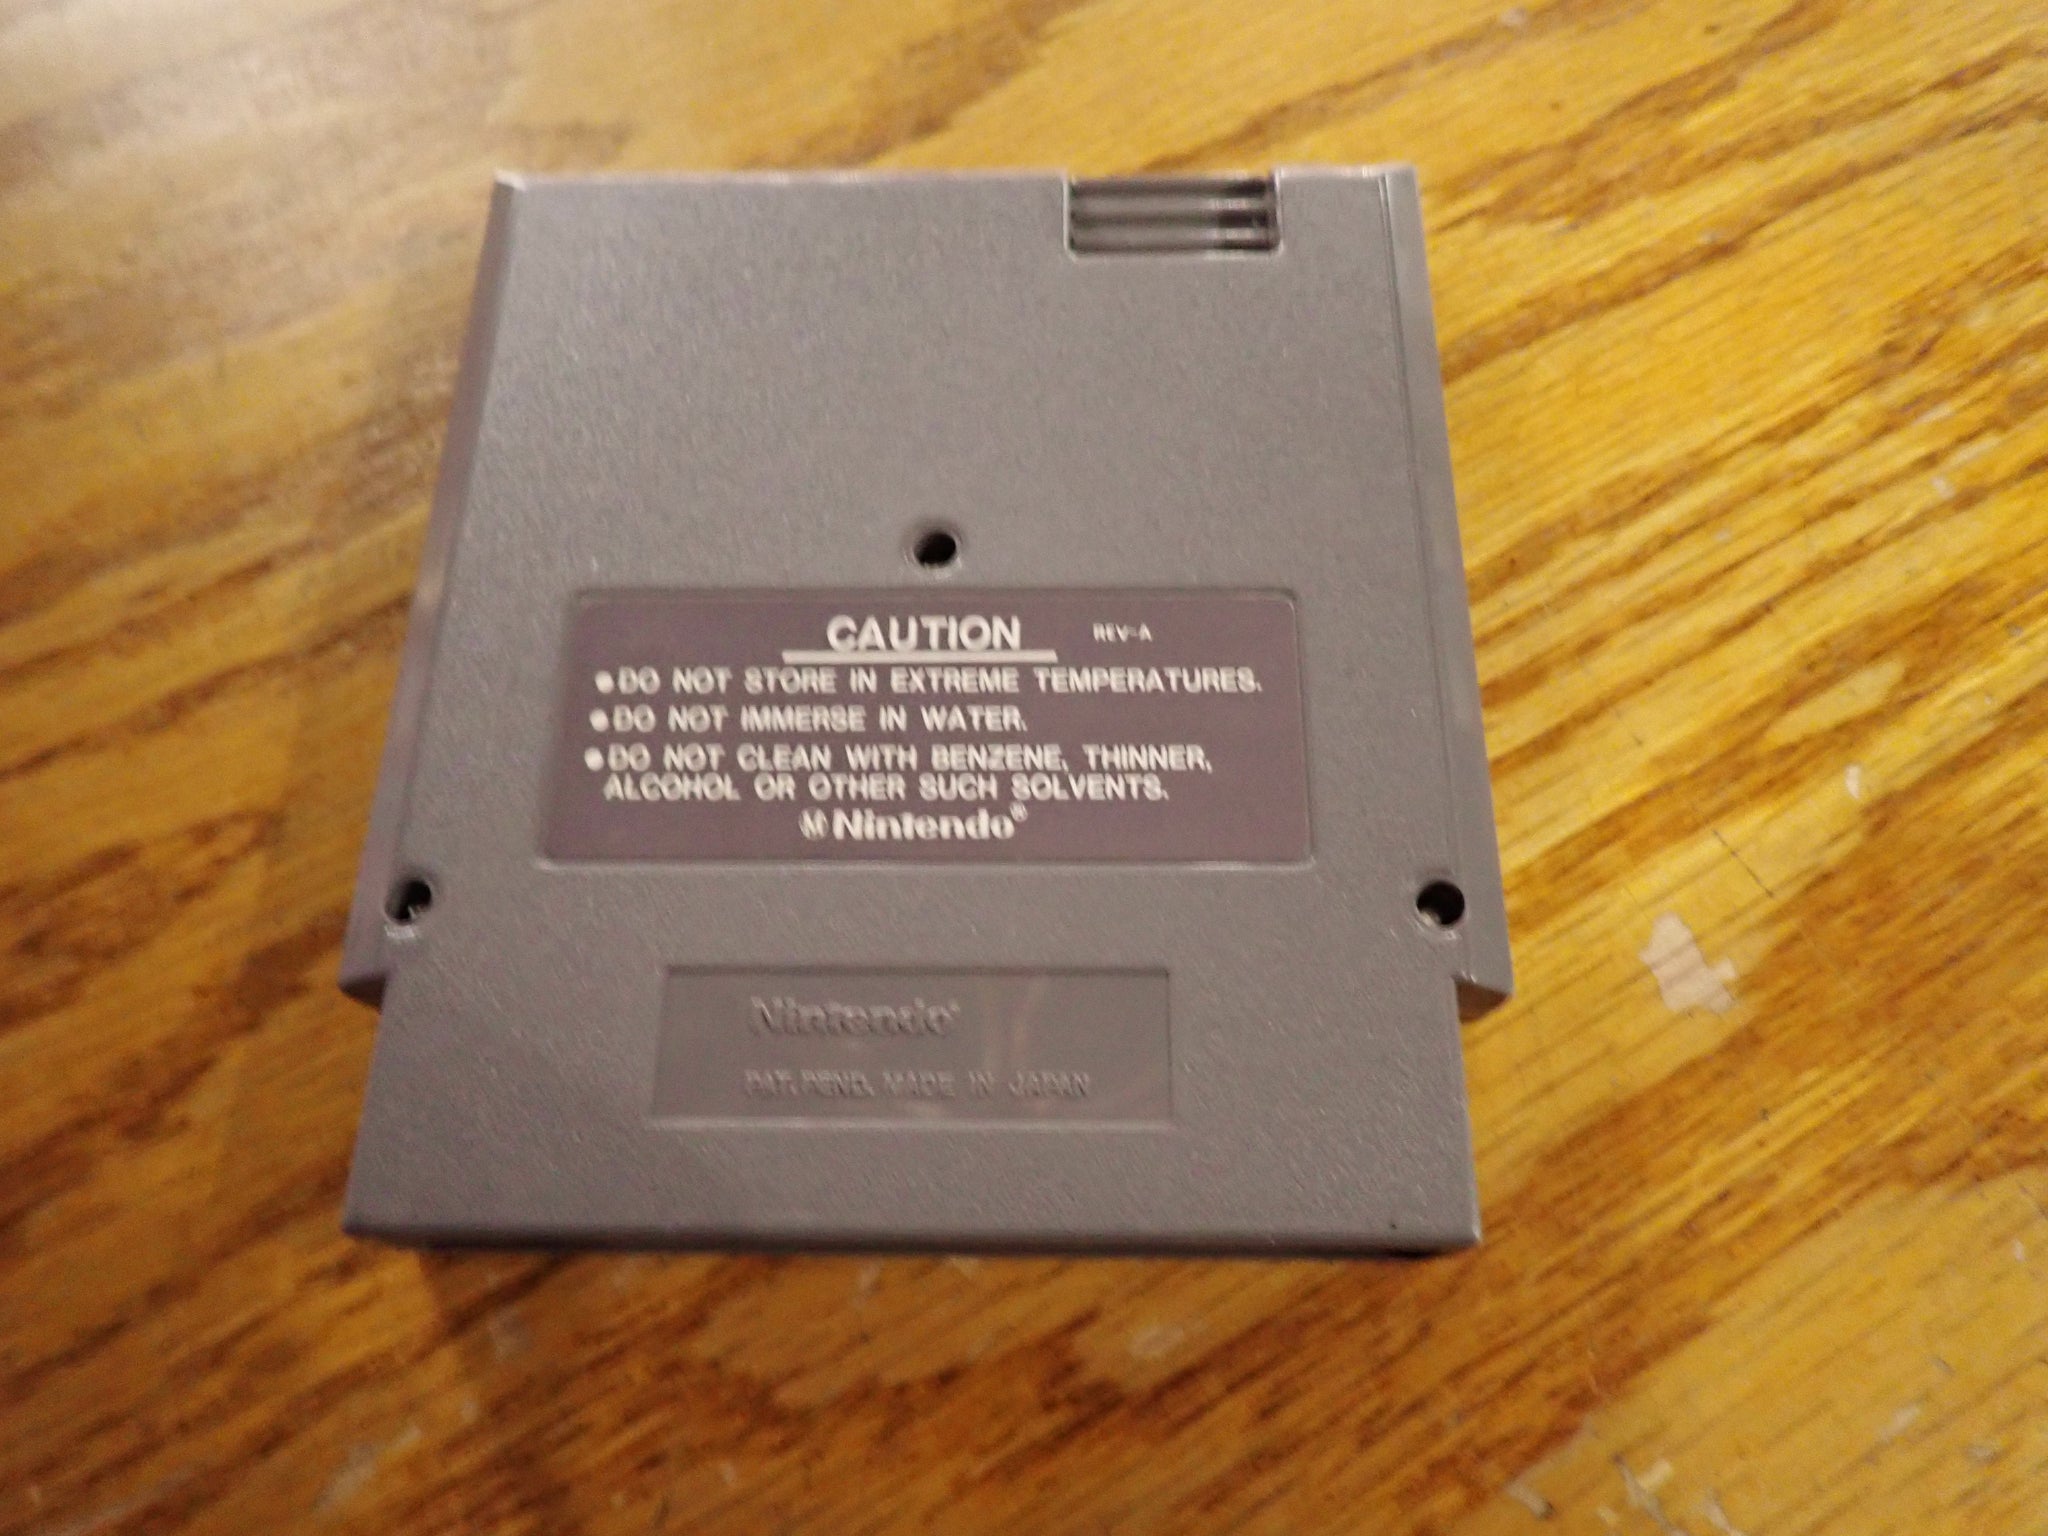 CAUTION REV-A
●DO NOT STORE IN EXTREME TEMPERATURES.
●DO NOT IMMERSE IN WATER.
●DO NOT CLEAN WITH BENZENE, THINNER,
ALCOHOL OR OTHER SUCH SOLVENTS.
Ⓜ Nintendo®
Nintendo®
PAT. PEND. MADE IN JAPAN